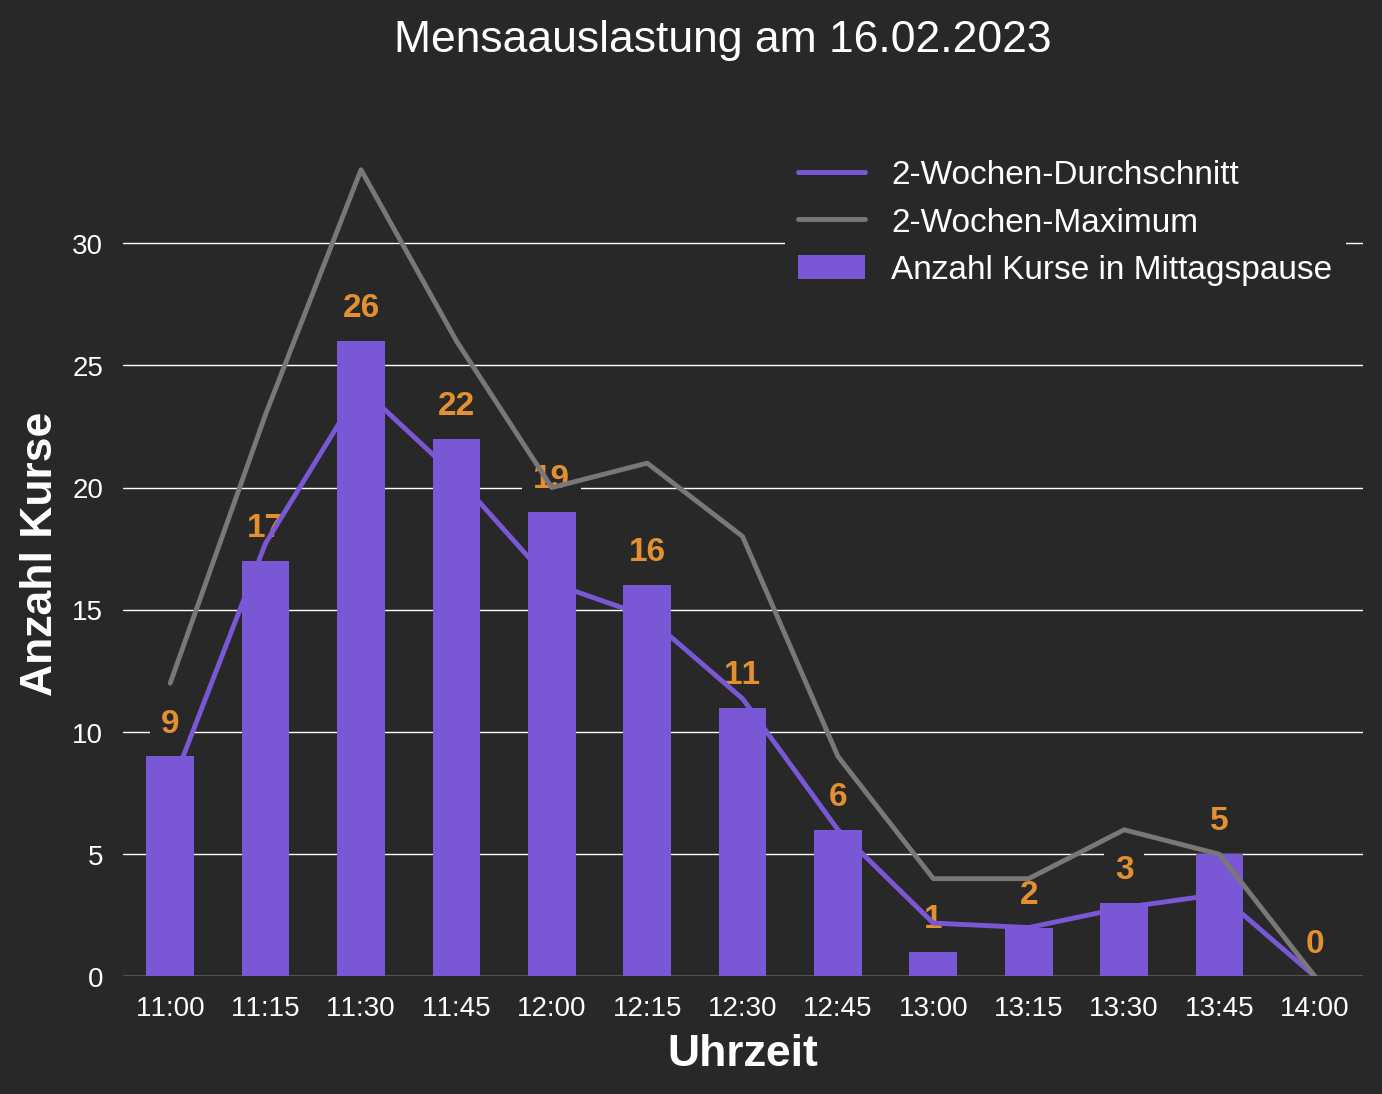 Mensaauslastung am 16.02.2023
2-Wochen-Durchschnitt
2-Wochen-Maximum
Anzahl Kurse in Mittagspause
Anzahl Kurse
30
25
20
15
10
5
0
9
17
26
22
19
16
11
6
1
2
3
5
0
11:00 11:15 11:30 11:45 12:00 12:15 12:30 12:45 13:00 13:15 13:30 13:45 14:00
Uhrzeit